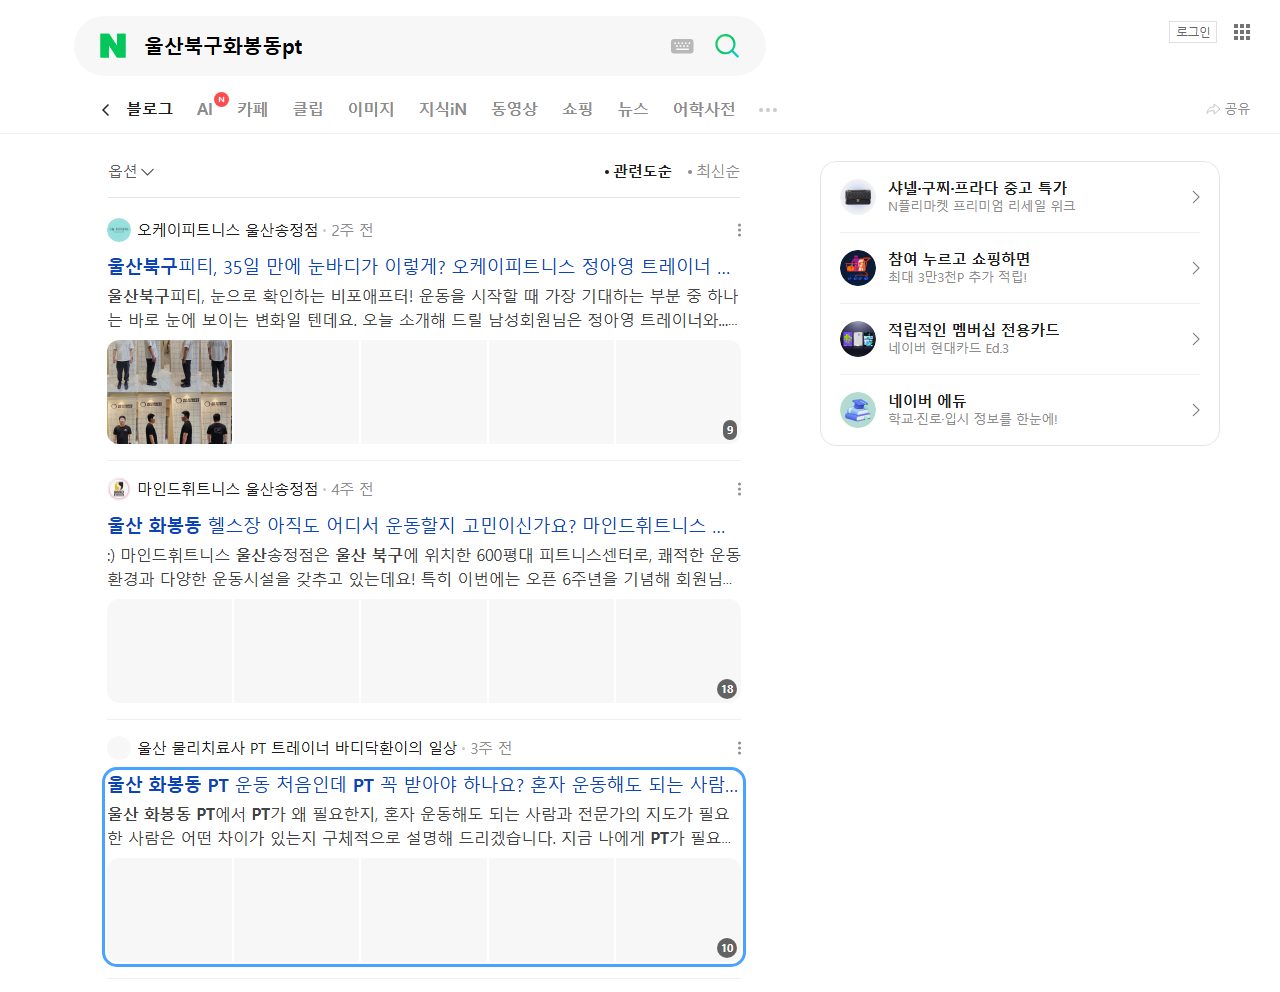 울산북구화봉동pt
로그인
블로그 AI N 카페 클립 이미지 지식iN 동영상 쇼핑 뉴스 어학사전 ···
공유
옵션
• 관련도순 • 최신순
오케이피트니스 울산송정점 · 2주 전
울산북구피티, 35일 만에 눈바디가 이렇게? 오케이피트니스 정아영 트레이너 ...
울산북구피티, 눈으로 확인하는 비포애프터! 운동을 시작할 때 가장 기대하는 부분 중 하나
는 바로 눈에 보이는 변화일 텐데요. 오늘 소개해 드릴 남성회원님은 정아영 트레이너와......
9
마인드휘트니스 울산송정점 · 4주 전
울산 화봉동 헬스장 아직도 어디서 운동할지 고민이신가요? 마인드휘트니스 ...
:) 마인드휘트니스 울산송정점은 울산 북구에 위치한 600평대 피트니스센터로, 쾌적한 운동
환경과 다양한 운동시설을 갖추고 있는데요! 특히 이번에는 오픈 6주년을 기념해 회원님...
18
울산 물리치료사 PT 트레이너 바디닥환이의 일상 · 3주 전
울산 화봉동 PT 운동 처음인데 PT 꼭 받아야 하나요? 혼자 운동해도 되는 사람...
울산 화봉동 PT에서 PT가 왜 필요한지, 혼자 운동해도 되는 사람과 전문가의 지도가 필요
한 사람은 어떤 차이가 있는지 구체적으로 설명해 드리겠습니다. 지금 나에게 PT가 필요...
10
샤넬·구찌·프라다 중고 특가
N플리마켓 프리미엄 리세일 위크
참여 누르고 쇼핑하면
최대 3만3천P 추가 적립!
적립적인 멤버십 전용카드
네이버 현대카드 Ed.3
네이버 에듀
학교·진로·입시 정보를 한눈에!